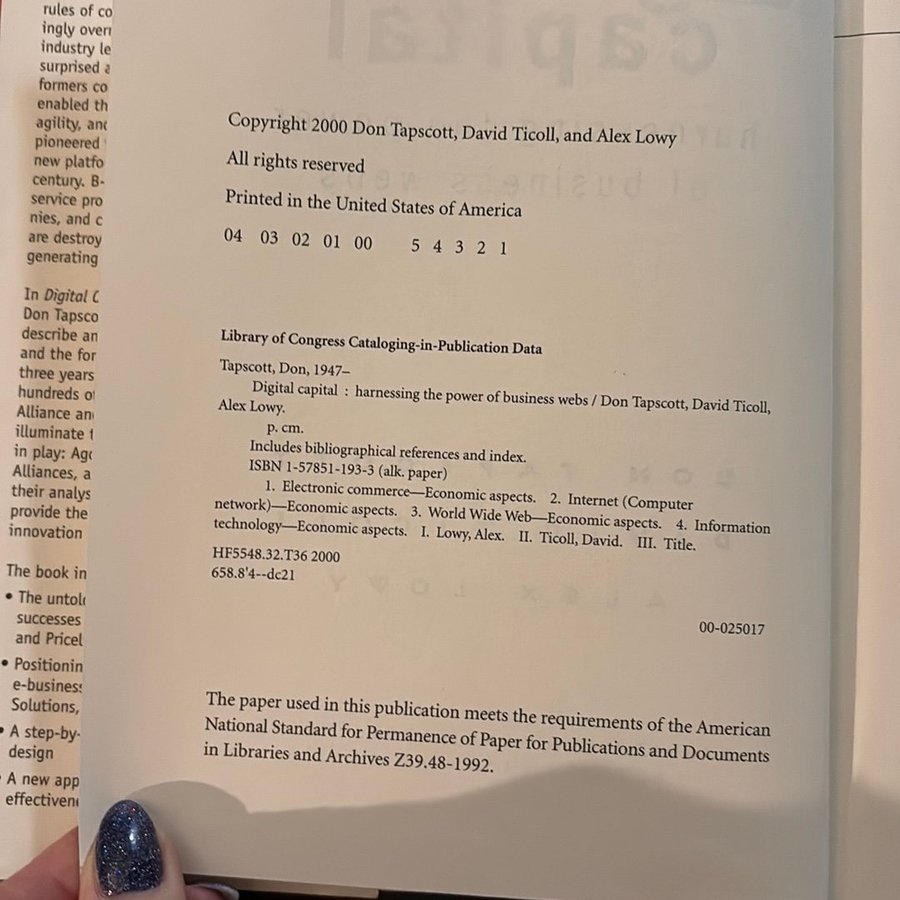 rules of co
ingly over
industry le
surprised a
formers co
enabled th
agility, and
pioneered
new platfo
century. B-
service pro
nies, and c
are destroy
generating
In Digital C
Don Tapsco
describe an
and the for
three years
hundreds o
Alliance an
illuminate t
in play: Ag
Alliances, a
their analys
provide the
innovation
The book in
• The untol
successes
and Pricel
• Positionin
e-business
Solutions,
• A step-by-
design
A new app
effectiven
capital
of business webs
Copyright 2000 Don Tapscott, David Ticoll, and Alex Lowy
All rights reserved
Printed in the United States of America
04 03 02 01 00 5 4 3 2 1
Library of Congress Cataloging-in-Publication Data
Tapscott, Don, 1947–
Digital capital : harnessing the power of business webs / Don Tapscott, David Ticoll,
Alex Lowy.
p. cm.
Includes bibliographical references and index.
ISBN 1-57851-193-3 (alk. paper)
1. Electronic commerce—Economic aspects. 2. Internet (Computer
network)—Economic aspects. 3. World Wide Web—Economic aspects. 4. Information
technology—Economic aspects. I. Lowy, Alex. II. Ticoll, David. III. Title.
HF5548.32.T36 2000
658.8'4--dc21
ALEX LOWY
00-025017
The paper used in this publication meets the requirements of the American
National Standard for Permanence of Paper for Publications and Documents
in Libraries and Archives Z39.48-1992.